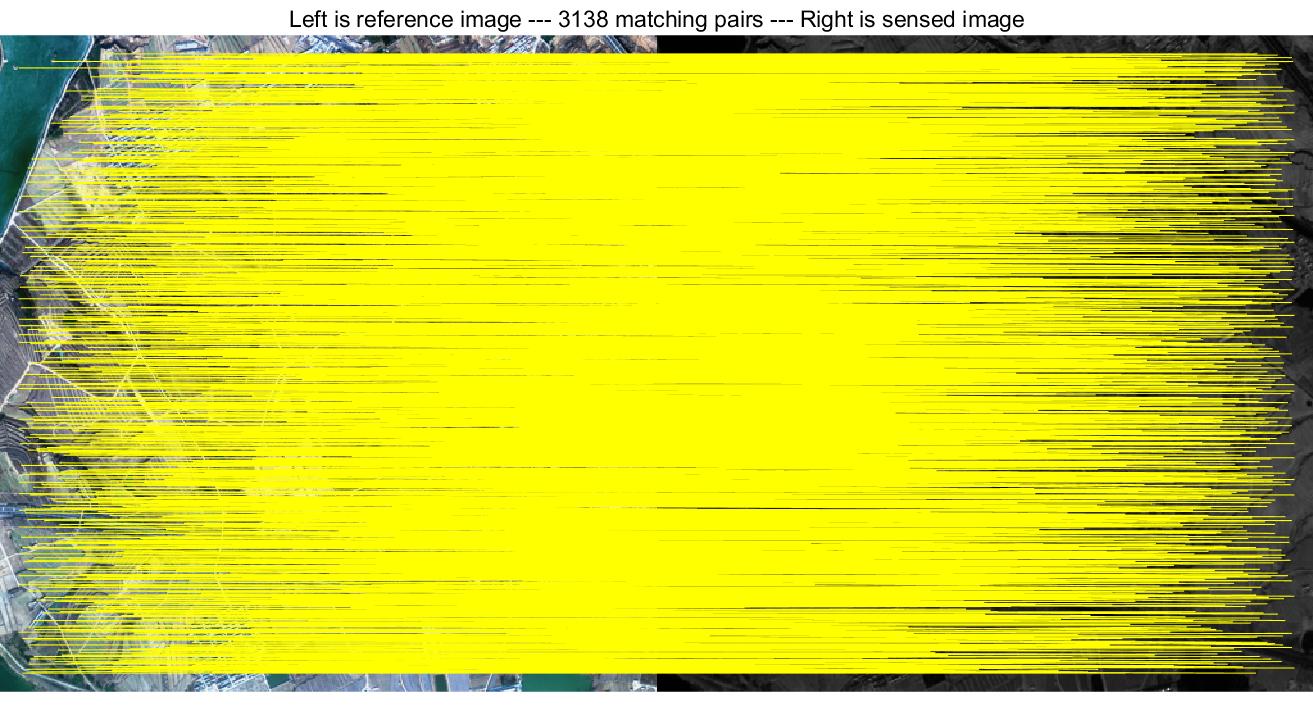 Left is reference image --- 3138 matching pairs --- Right is sensed image